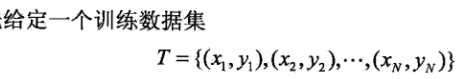 给定一个训练数据集
T = {(x₁, y₁), (x₂, y₂), ⋯, (x_N, y_N)}